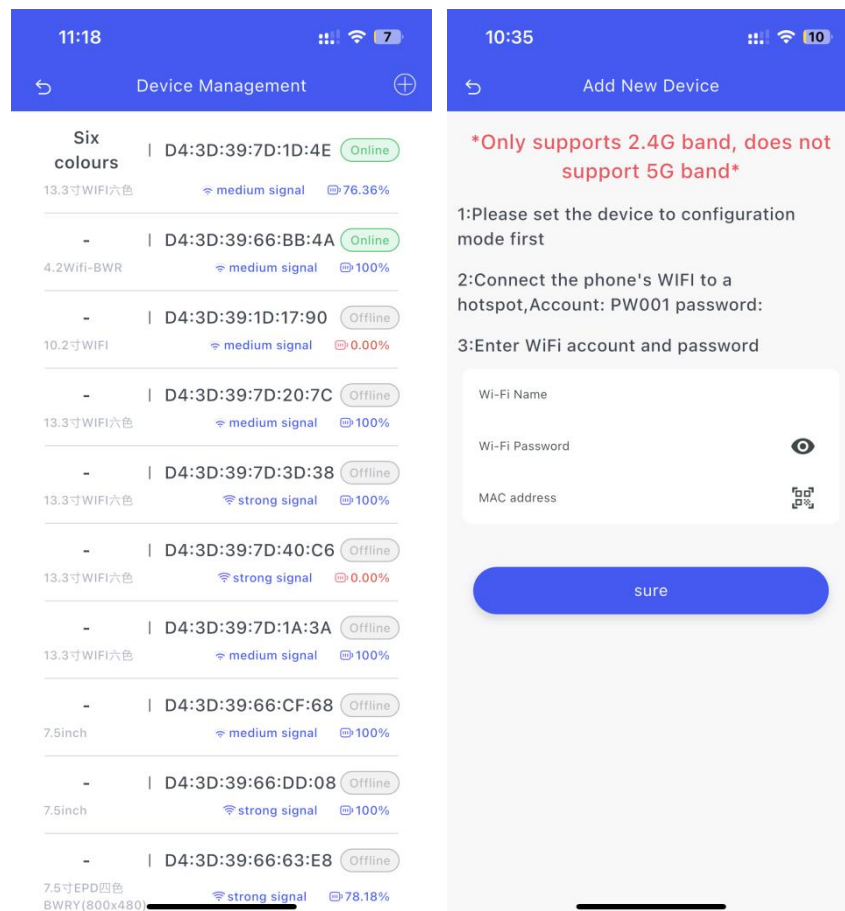 11:18
7
Device Management
Six colours | D4:3D:39:7D:1D:4E Online
13.3寸WIFI六色 medium signal 76.36%
- | D4:3D:39:66:BB:4A Online
4.2Wifi-BWR medium signal 100%
- | D4:3D:39:1D:17:90 Offline
10.2寸WIFI medium signal 0.00%
- | D4:3D:39:7D:20:7C Offline
13.3寸WIFI六色 medium signal 100%
- | D4:3D:39:7D:3D:38 Offline
13.3寸WIFI六色 strong signal 100%
- | D4:3D:39:7D:40:C6 Offline
13.3寸WIFI六色 strong signal 0.00%
- | D4:3D:39:7D:1A:3A Offline
13.3寸WIFI六色 medium signal 100%
- | D4:3D:39:66:CF:68 Offline
7.5inch medium signal 100%
- | D4:3D:39:66:DD:08 Offline
7.5inch strong signal 100%
- | D4:3D:39:66:63:E8 Offline
7.5寸EPD四色
BWRY(800x480) strong signal 78.18%
10:35
10
Add New Device
*Only supports 2.4G band, does not
support 5G band*
1:Please set the device to configuration
mode first
2:Connect the phone's WIFI to a
hotspot,Account: PW001 password:
3:Enter WiFi account and password
Wi-Fi Name
Wi-Fi Password
MAC address
sure